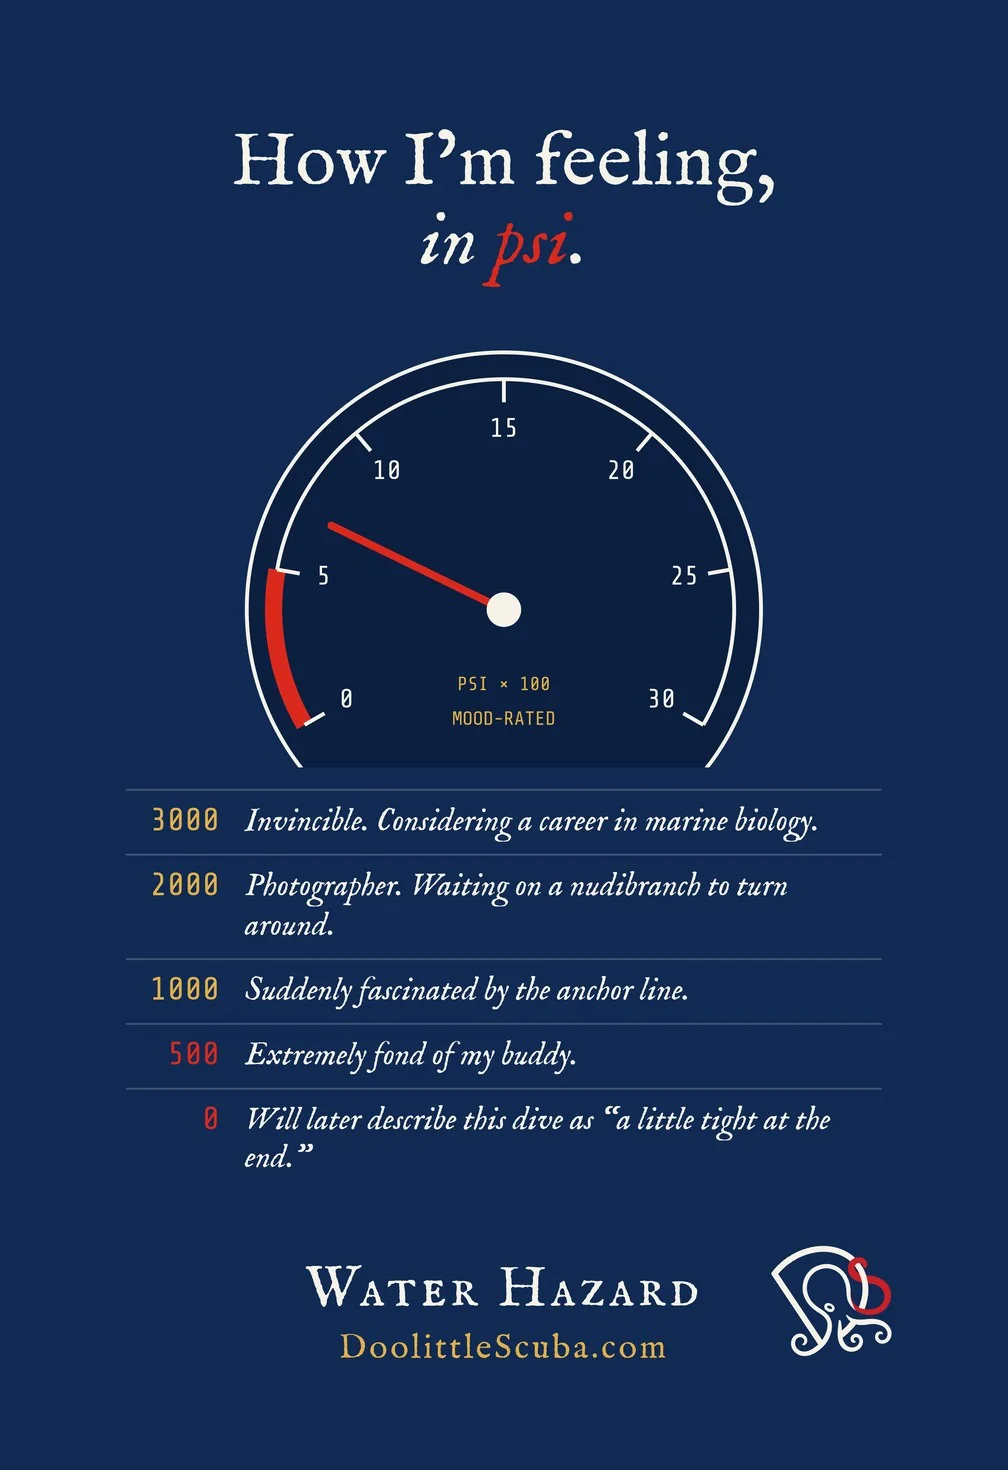 How I’m feeling,
in psi.
15
10
20
5
25
0
30
PSI × 100
MOOD-RATED
3000 Invincible. Considering a career in marine biology.
2000 Photographer. Waiting on a nudibranch to turn
around.
1000 Suddenly fascinated by the anchor line.
500 Extremely fond of my buddy.
0 Will later describe this dive as “a little tight at the
end.”
WATER HAZARD
DoolittleScuba.com